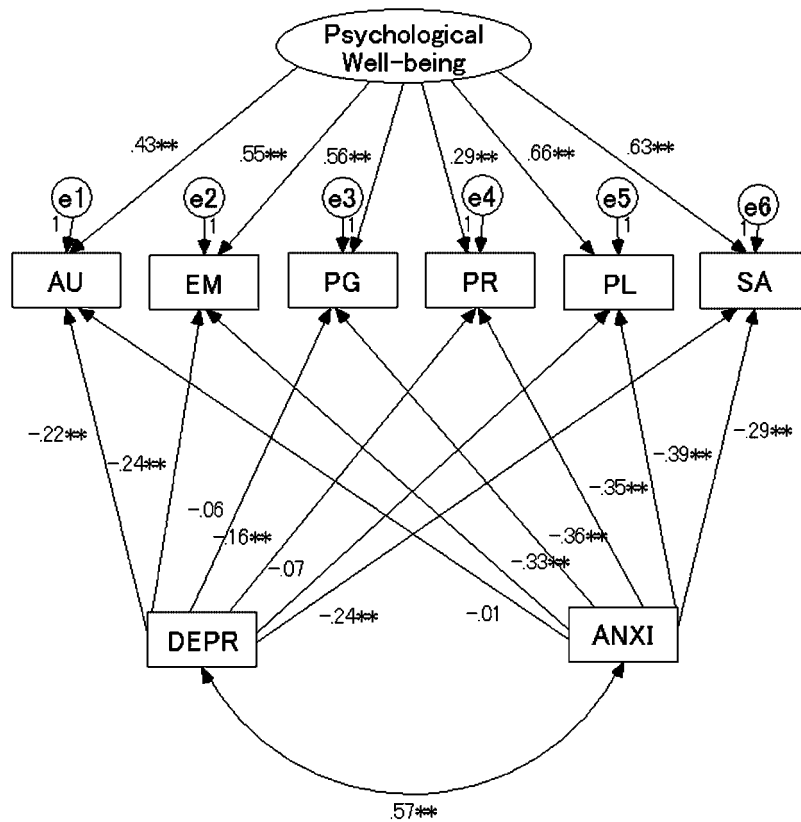 Psychological
Well-being
.43**
.55**
.56**
.29**
.66**
.63**
e1
e2
e3
e4
e5
e6
1
1
1
1
1
1
AU
EM
PG
PR
PL
SA
-.22**
-.24**
-.06
-.16**
-.07
-.24**
-.01
-.33**
-.36**
-.35**
-.39**
-.29**
DEPR
ANXI
.57**